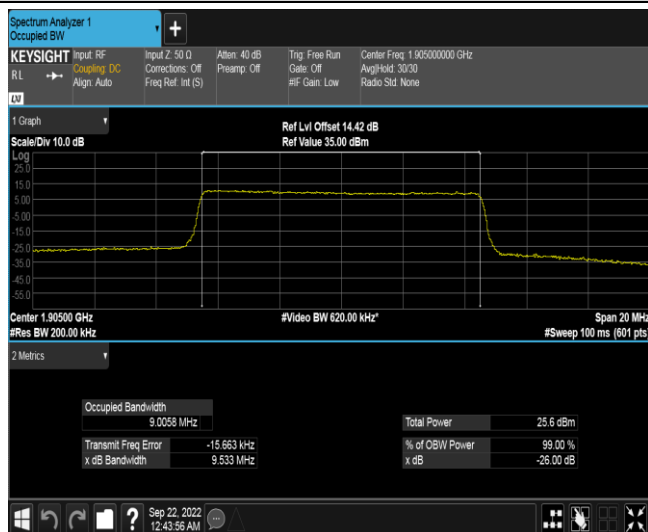 Spectrum Analyzer 1
Occupied BW
+
KEYSIGHT
RL
LXI
Input: RF
Coupling: DC
Align: Auto
Input Z: 50 Ω
Corrections: Off
Freq Ref: Int (S)
Atten: 40 dB
Preamp: Off
Trig: Free Run
Gate: Off
#IF Gain: Low
Center Freq: 1.905000000 GHz
Avg|Hold: 30/30
Radio Std: None
1 Graph
Scale/Div 10.0 dB
Ref Lvl Offset 14.42 dB
Ref Value 35.00 dBm
Log
25.0
15.0
5.00
-5.00
-15.0
-25.0
-35.0
-45.0
-55.0
Center 1.90500 GHz
#Video BW 620.00 kHz*
Span 20 MHz
#Res BW 200.00 kHz
#Sweep 100 ms (601 pts)
2 Metrics
Occupied Bandwidth
9.0058 MHz
Total Power 25.6 dBm
Transmit Freq Error -15.663 kHz
% of OBW Power 99.00 %
x dB Bandwidth 9.533 MHz
x dB -26.00 dB
?
Sep 22, 2022
12:43:56 AM